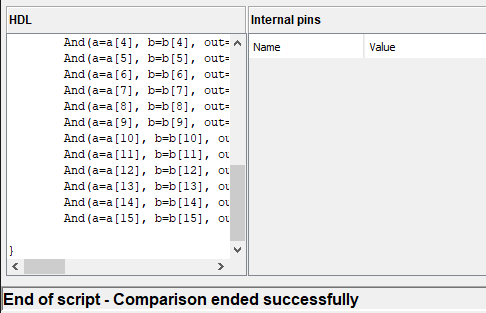 HDL
And(a=a[4], b=b[4], out=
And(a=a[5], b=b[5], out=
And(a=a[6], b=b[6], out=
And(a=a[7], b=b[7], out=
And(a=a[8], b=b[8], out=
And(a=a[9], b=b[9], out=
And(a=a[10], b=b[10], ou
And(a=a[11], b=b[11], ou
And(a=a[12], b=b[12], ou
And(a=a[13], b=b[13], ou
And(a=a[14], b=b[14], ou
And(a=a[15], b=b[15], ou
}
Internal pins
Name Value
End of script - Comparison ended successfully